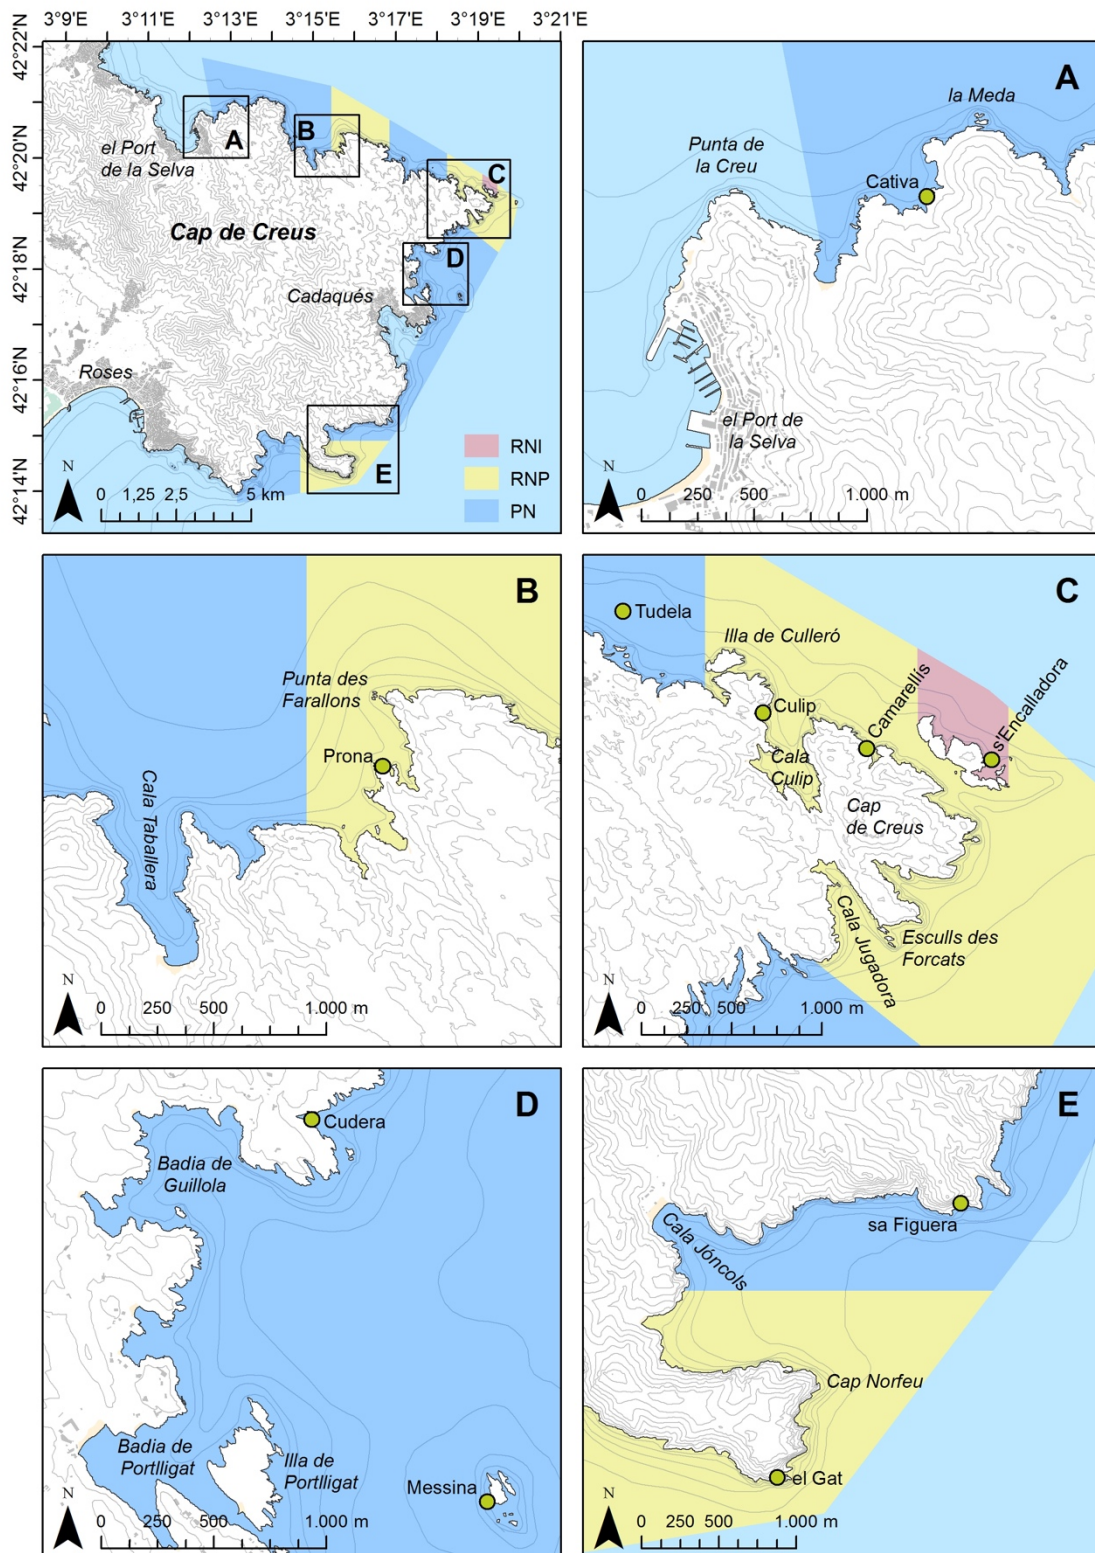 3°9'E 3°11'E 3°13'E 3°15'E 3°17'E 3°19'E 3°21'E
42°22'N
42°20'N
42°18'N
42°16'N
42°14'N
A
B
C
D
E
el Port
de la Selva
Cap de Creus
Cadaqués
Roses
RNI
RNP
PN
N
0 1,25 2,5 5 km
A
la Meda
Punta de
la Creu
Cativa
el Port de
la Selva
N
0 250 500 1.000 m
B
Punta des
Farallons
Prona
Cala Taballera
N
0 250 500 1.000 m
C
Tudela
Illa de Culleró
Culip
Camarellís
s'Encalladora
Cala
Culip
Cap
de Creus
Cala Jugadora
Esculls des
Forcats
N
0 250 500 1.000 m
D
Cudera
Badia de
Guillola
Badia de
Portlligat
Illa de
Portlligat
Messina
N
0 250 500 1.000 m
E
sa Figuera
Cala Jóncols
Cap Norfeu
el Gat
N
0 250 500 1.000 m